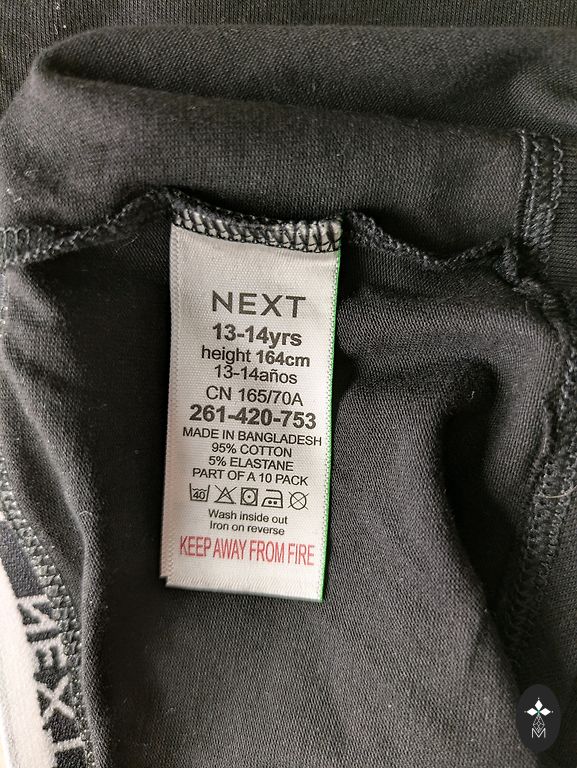 NEXT
13-14yrs
height 164cm
13-14años
CN 165/70A
261-420-753
MADE IN BANGLADESH
95% COTTON
5% ELASTANE
PART OF A 10 PACK
40
Wash inside out
Iron on reverse
KEEP AWAY FROM FIRE
NEXT
M